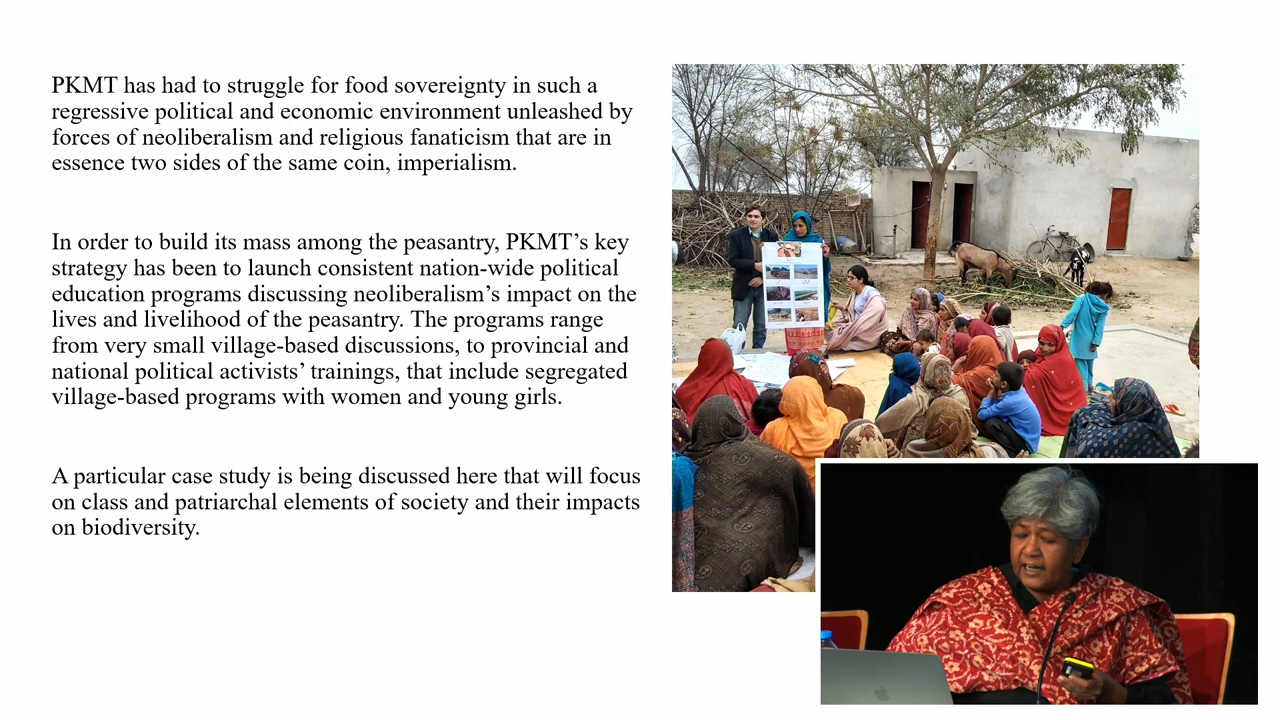 PKMT has had to struggle for food sovereignty in such a
regressive political and economic environment unleashed by
forces of neoliberalism and religious fanaticism that are in
essence two sides of the same coin, imperialism.
In order to build its mass among the peasantry, PKMT’s key
strategy has been to launch consistent nation-wide political
education programs discussing neoliberalism’s impact on the
lives and livelihood of the peasantry. The programs range
from very small village-based discussions, to provincial and
national political activists’ trainings, that include segregated
village-based programs with women and young girls.
A particular case study is being discussed here that will focus
on class and patriarchal elements of society and their impacts
on biodiversity.